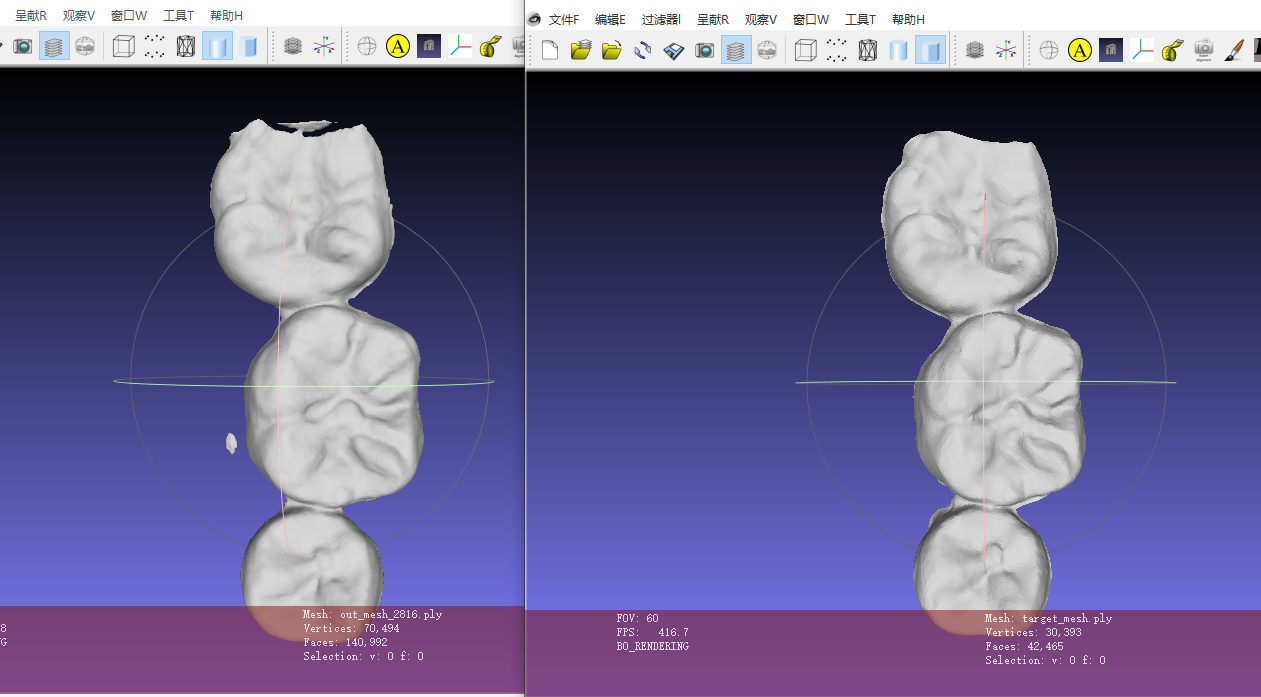 呈献R 观察V 窗口W 工具T 帮助H
A
Mesh: out_mesh_2816.ply
8 Vertices: 70,494
G Faces: 140,992
Selection: v: 0 f: 0
文件F 编辑E 过滤器l 呈献R 观察V 窗口W 工具T 帮助H
A
FOV: 60 Mesh: target_mesh.ply
FPS: 416.7 Vertices: 30,393
BO_RENDERING Faces: 42,465
Selection: v: 0 f: 0